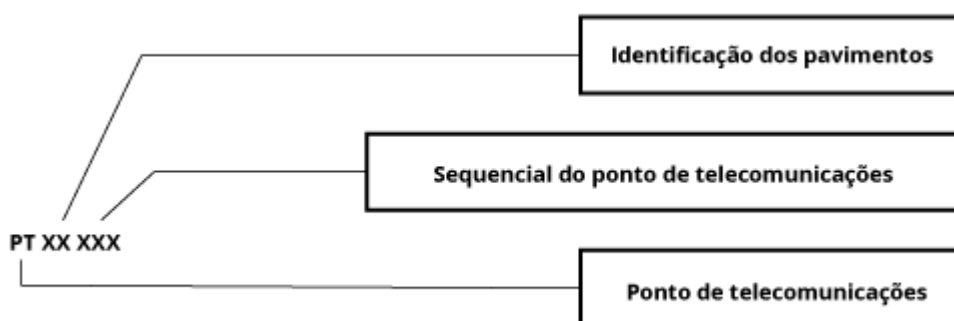 Identificação dos pavimentos
Sequencial do ponto de telecomunicações
PT XX XXX
Ponto de telecomunicações